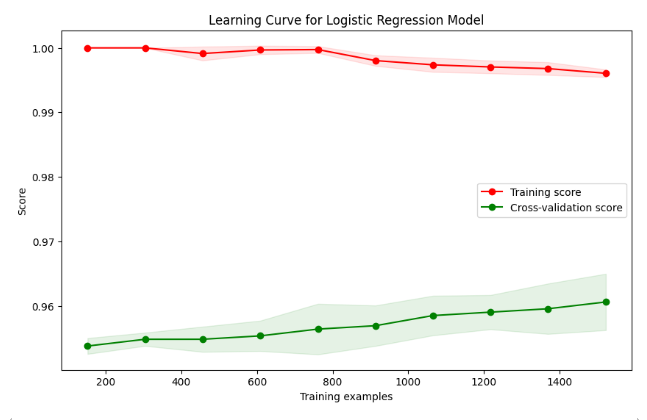 Learning Curve for Logistic Regression Model
1.00
0.99
0.98
0.97
0.96
Score
Training score
Cross-validation score
200 400 600 800 1000 1200 1400
Training examples